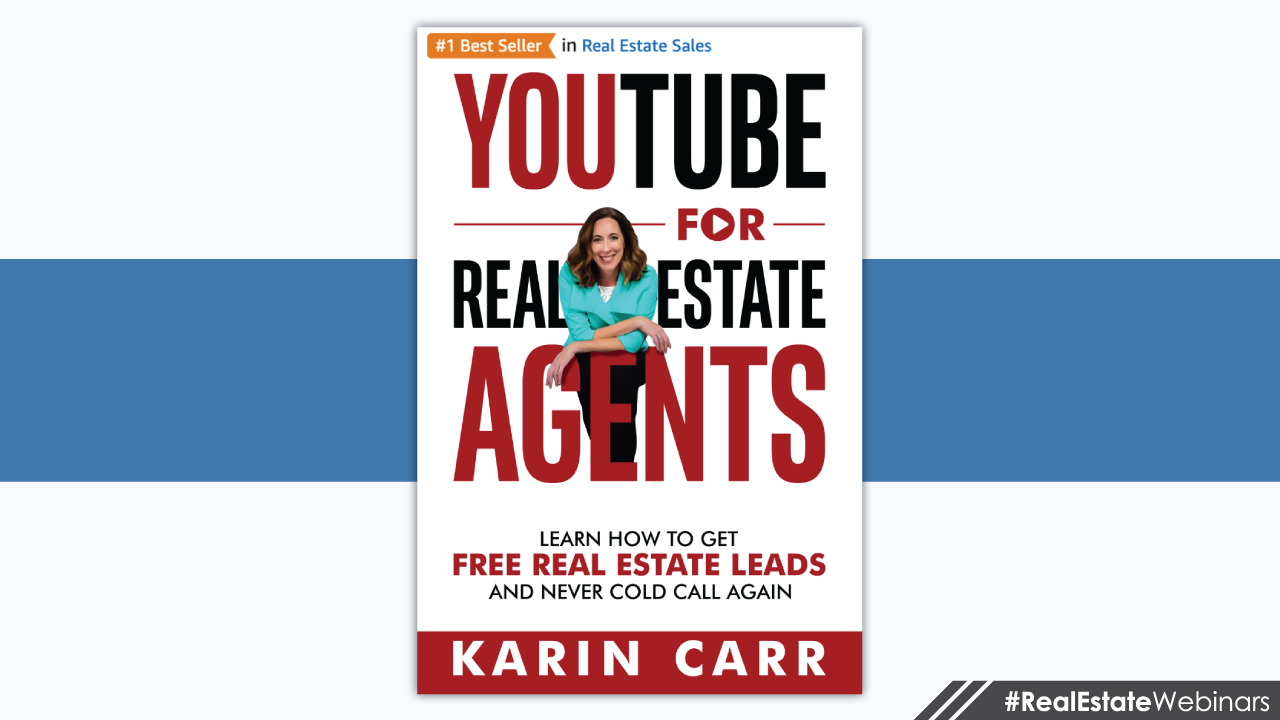 #1 Best Seller in Real Estate Sales
YOUTUBE
FOR
REAL ESTATE
AGENTS
LEARN HOW TO GET
FREE REAL ESTATE LEADS
AND NEVER COLD CALL AGAIN
KARIN CARR
#RealEstateWebinars